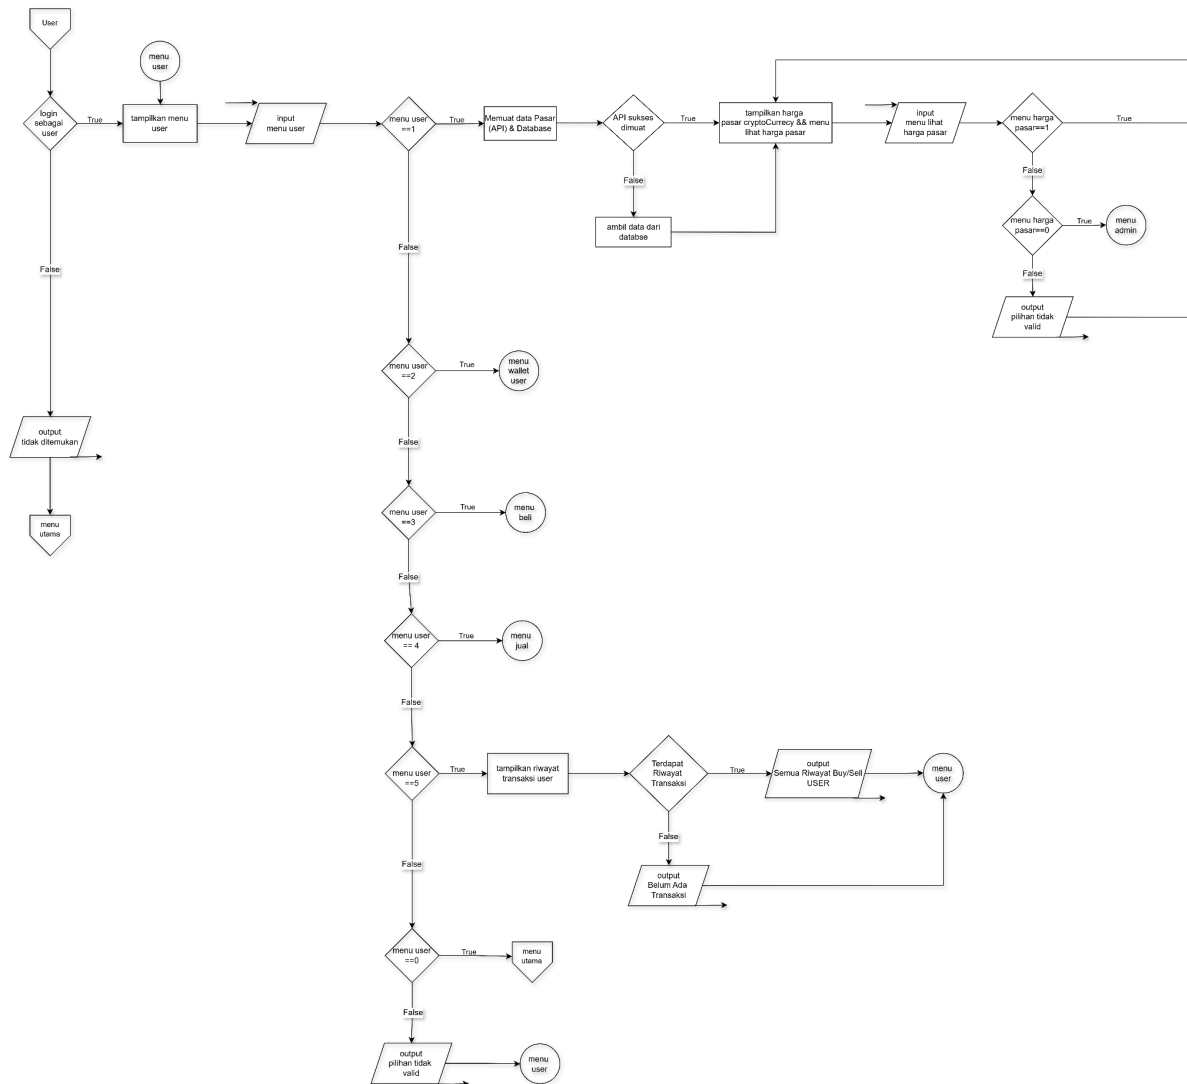 User
login
sebagai
user
True
menu
user
tampilkan menu
user
input
menu user
menu user
==1
True
Memuat data Pasar
(API) & Database
API sukses
dimuat
True
tampilkan harga
pasar cryptoCurrecy && menu
lihat harga pasar
input
menu lihat
harga pasar
menu harga
pasar==1
True
False
ambil data dari
databse
False
menu harga
pasar==0
True
menu
admin
False
output
pilihan tidak
valid
False
output
tidak ditemukan
menu
utama
False
menu user
==2
True
menu
wallet
user
False
menu user
==3
True
menu
beli
False
menu user
== 4
True
menu
jual
False
menu user
==5
True
tampilkan riwayat
transaksi user
Terdapat
Riwayat
Transaksi
True
output
Semua Riwayat Buy/Sell
USER
menu
user
False
output
Belum Ada
Transaksi
False
menu user
==0
True
menu
utama
False
output
pilihan tidak
valid
menu
user